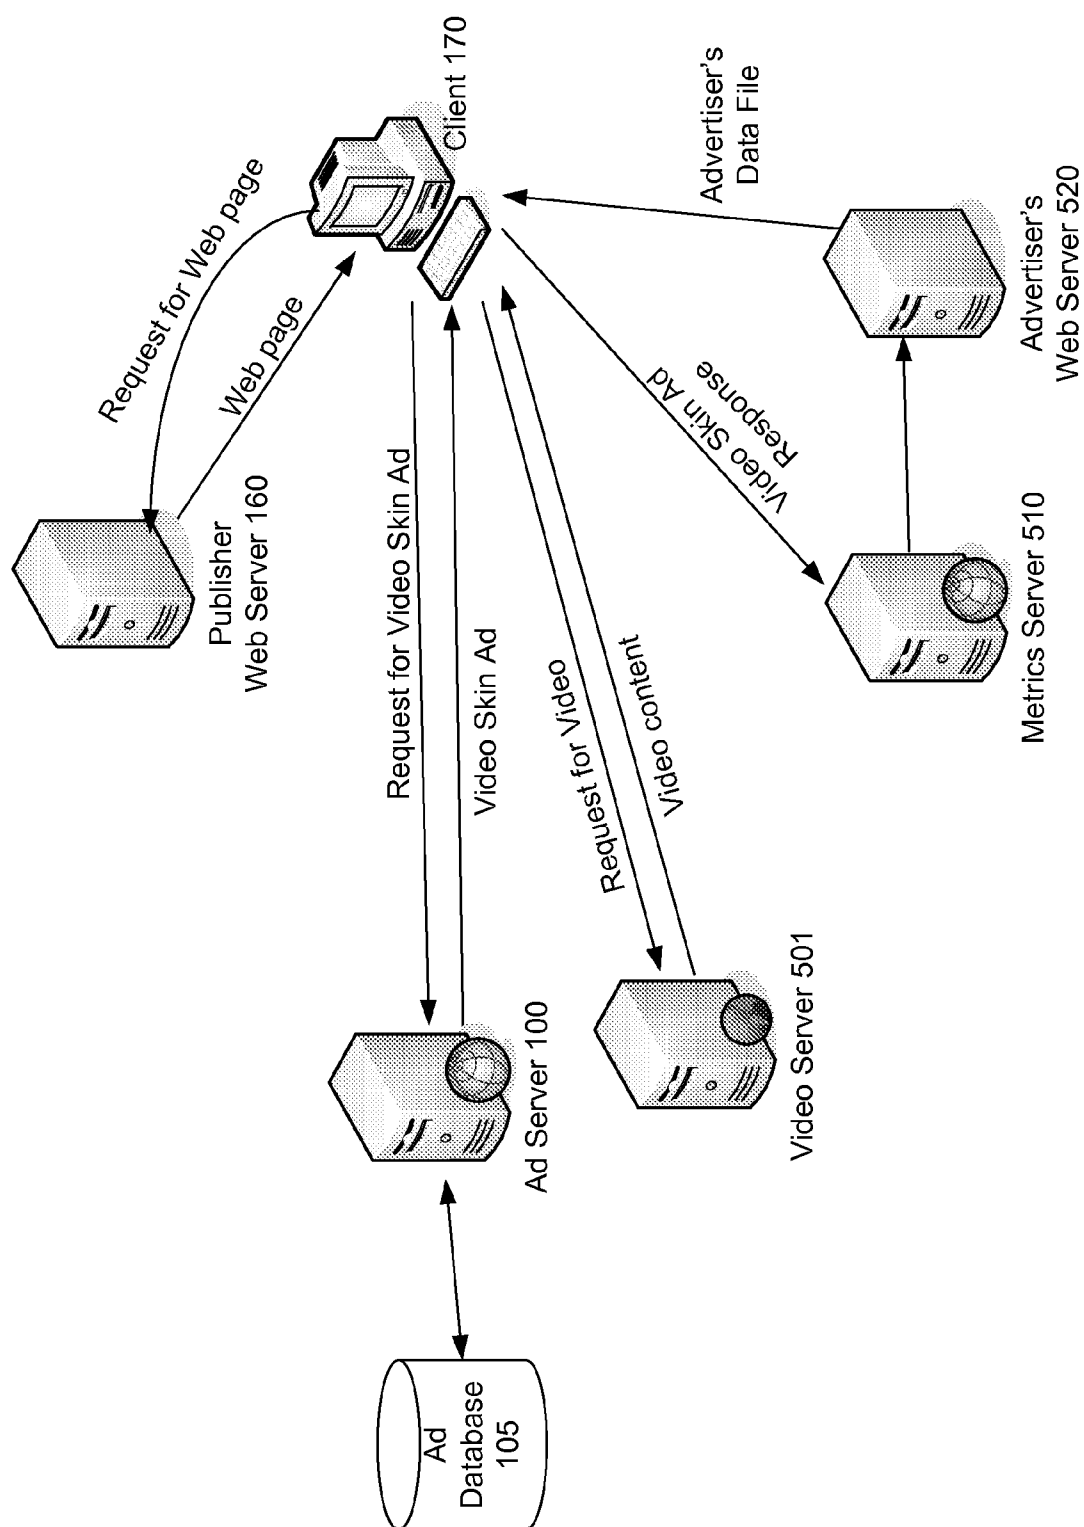 Request for Web page
Web page
Client 170
Publisher
Web Server 160
Request for Video Skin Ad
Video Skin Ad
Request for Video
Video content
Video Skin Ad
Response
Advertiser's
Data File
Ad
Database
105
Ad Server 100
Video Server 501
Metrics Server 510
Advertiser's
Web Server 520